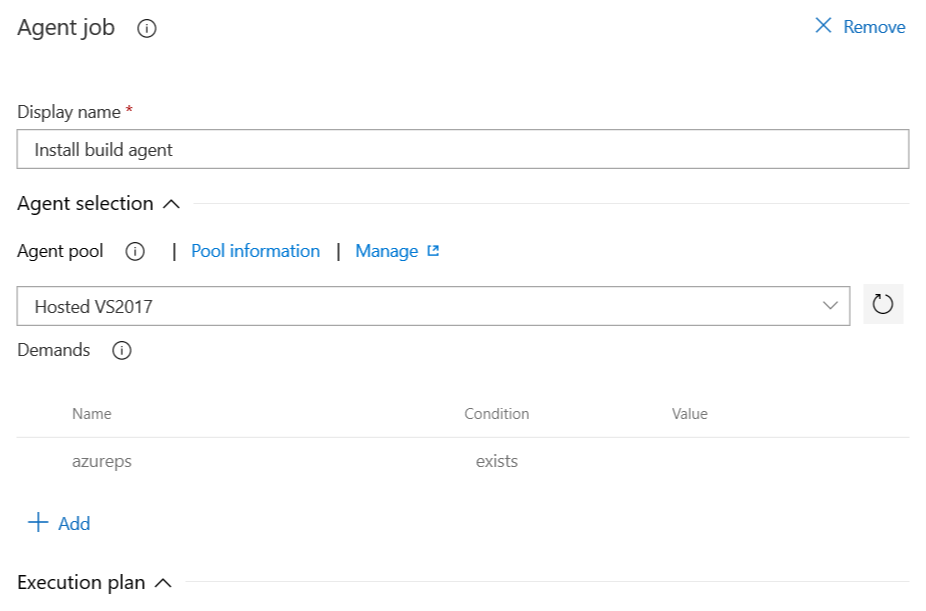 Agent job
Remove
Display name *
Install build agent
Agent selection
Agent pool | Pool information | Manage
Hosted VS2017
Demands
Name Condition Value
azureps exists
Add
Execution plan